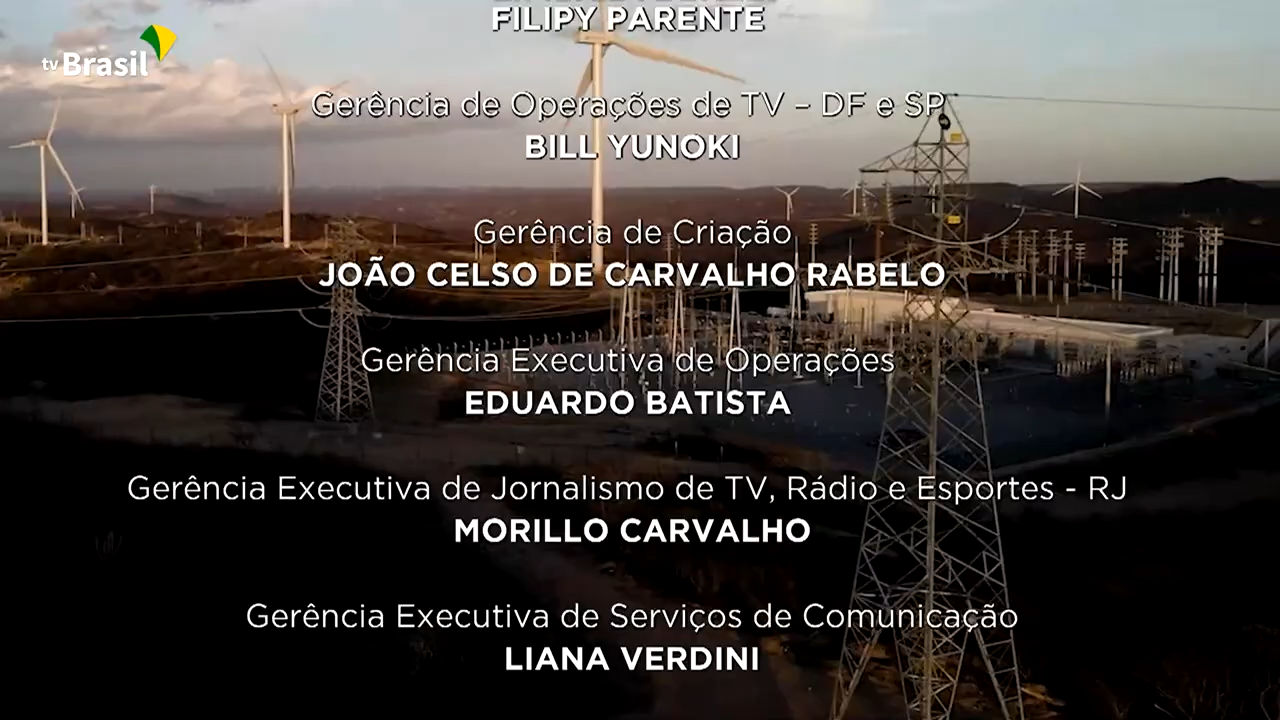 FILIPY PARENTE
tv Brasil
Gerência de Operações de TV – DF e SP
BILL YUNOKI
Gerência de Criação
JOÃO CELSO DE CARVALHO RABELO
Gerência Executiva de Operações
EDUARDO BATISTA
Gerência Executiva de Jornalismo de TV, Rádio e Esportes - RJ
MORILLO CARVALHO
Gerência Executiva de Serviços de Comunicação
LIANA VERDINI